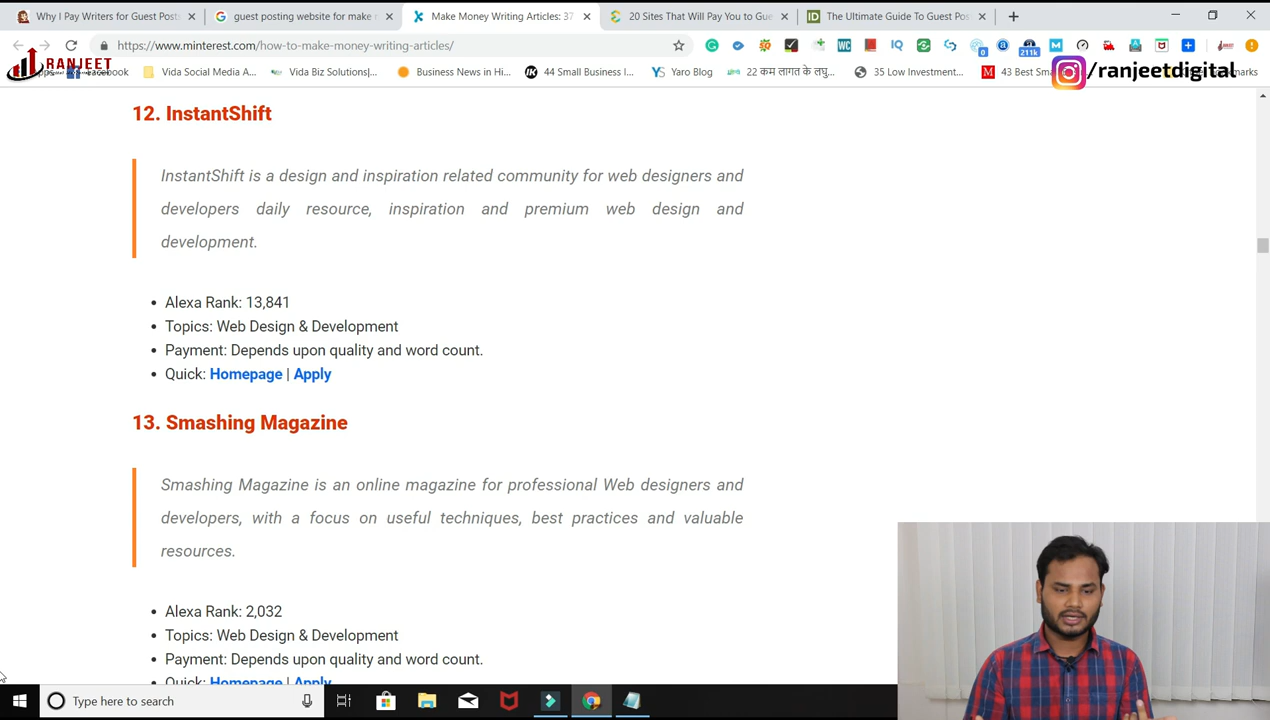 Why I Pay Writers for Guest Posts
guest posting website for make
Make Money Writing Articles: 37
20 Sites That Will Pay You to Gue
The Ultimate Guide To Guest Pos
https://www.minterest.com/how-to-make-money-writing-articles/
211k
0
RANJEET
Facebook
Vida Social Media A...
Vida Biz Solutions|...
Business News in Hi...
44 Small Business I...
Yaro Blog
22 कम लागत के लघु...
35 Low Investment...
43 Best Sm
/ranjeetdigital
12. InstantShift
InstantShift is a design and inspiration related community for web designers and
developers daily resource, inspiration and premium web design and
development.
• Alexa Rank: 13,841
• Topics: Web Design & Development
• Payment: Depends upon quality and word count.
• Quick: Homepage | Apply
13. Smashing Magazine
Smashing Magazine is an online magazine for professional Web designers and
developers, with a focus on useful techniques, best practices and valuable
resources.
• Alexa Rank: 2,032
• Topics: Web Design & Development
• Payment: Depends upon quality and word count.
• Quick: Homepage | Apply
Type here to search